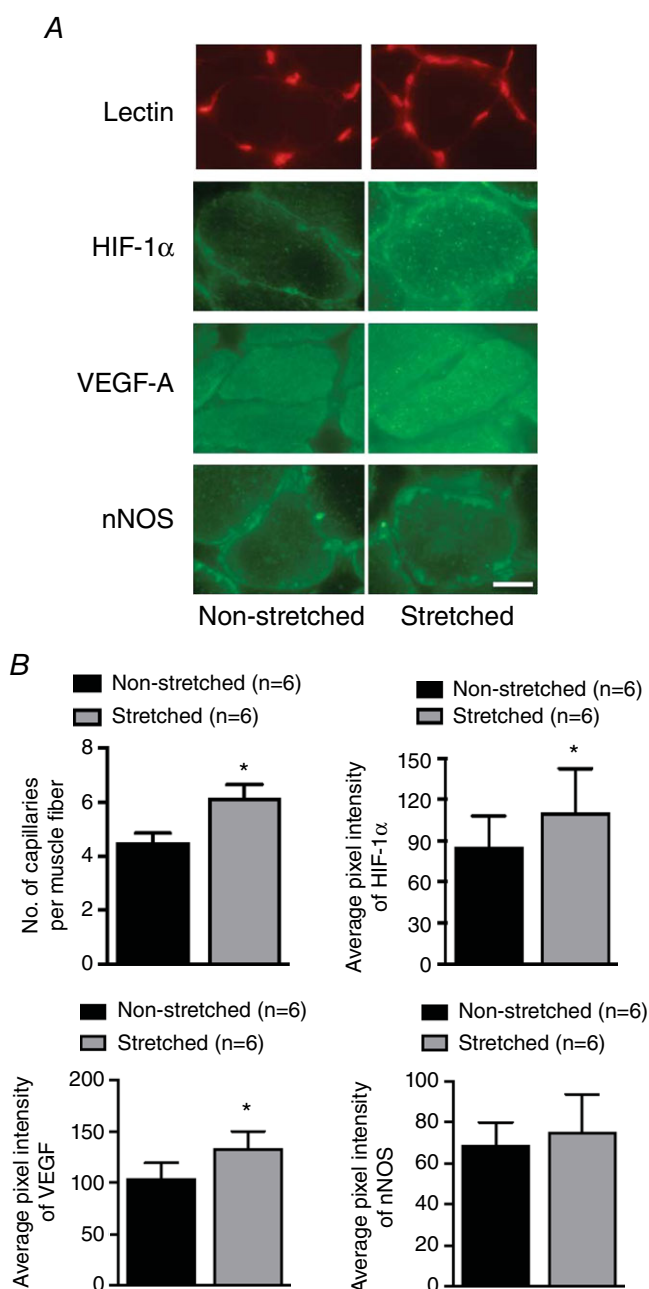 A
Lectin
HIF-1α
VEGF-A
nNOS
Non-stretched
Stretched
B
Non-stretched (n=6)
Stretched (n=6)
No. of capillaries
per muscle fiber
8
6
4
2
0
*
Non-stretched (n=6)
Stretched (n=6)
Average pixel intensity
of HIF-1α
150
120
90
60
30
0
*
Non-stretched (n=6)
Stretched (n=6)
Average pixel intensity
of VEGF
200
150
100
50
0
*
Non-stretched (n=6)
Stretched (n=6)
Average pixel intensity
of nNOS
100
80
60
40
20
0